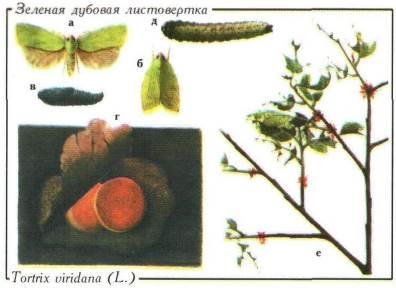 Зеленая дубовая листовертка
а
д
б
в
г
е
Tortrix viridana (L.)